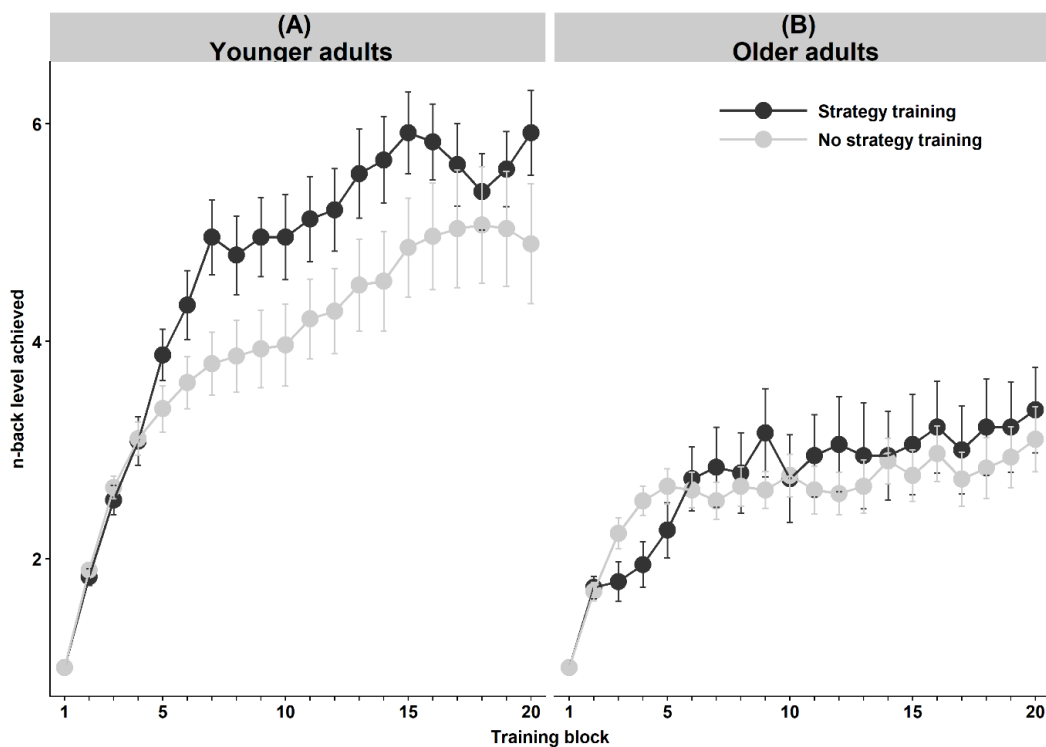 (A)
Younger adults
(B)
Older adults
Strategy training
No strategy training
n-back level achieved
6
4
2
1 5 10 15 20
1 5 10 15 20
Training block